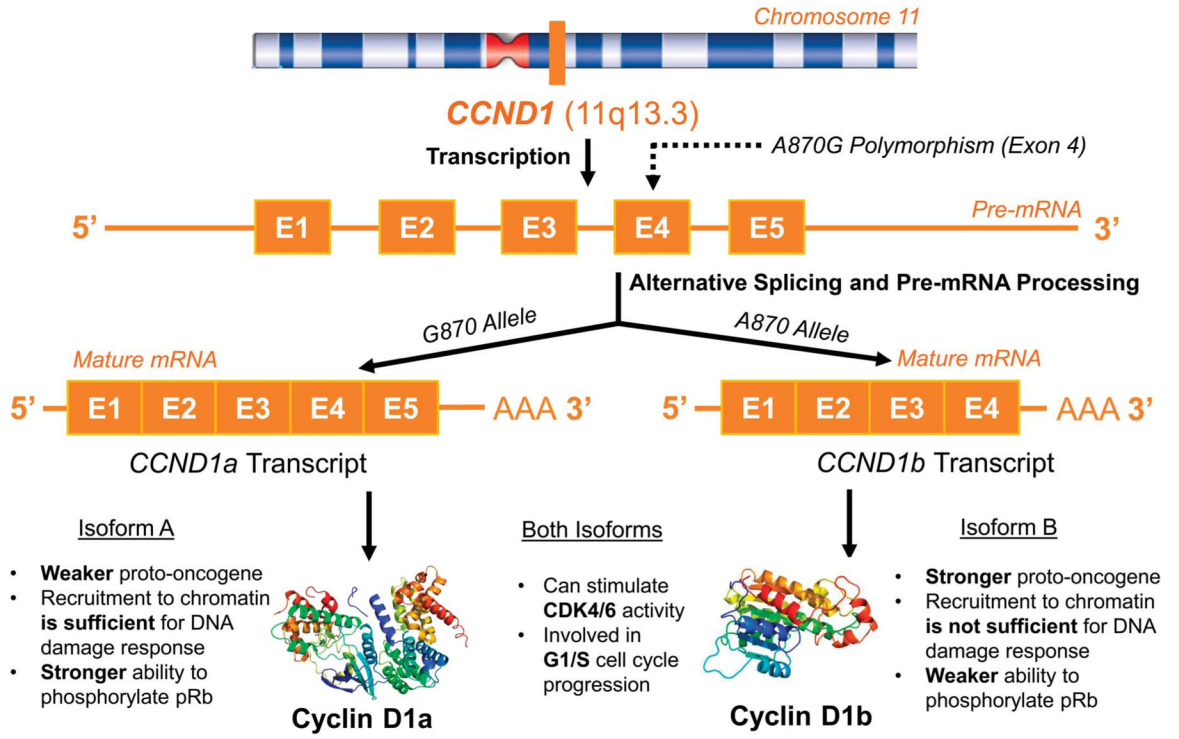 Chromosome 11
CCND1 (11q13.3)
Transcription
A870G Polymorphism (Exon 4)
5’ E1 E2 E3 E4 E5 Pre-mRNA 3’
Alternative Splicing and Pre-mRNA Processing
G870 Allele
A870 Allele
Mature mRNA
5’ E1 E2 E3 E4 E5 AAA 3’
CCND1a Transcript
Mature mRNA
5’ E1 E2 E3 E4 AAA 3’
CCND1b Transcript
Isoform A
• Weaker proto-oncogene
• Recruitment to chromatin
is sufficient for DNA
damage response
• Stronger ability to
phosphorylate pRb
Cyclin D1a
Both Isoforms
• Can stimulate
CDK4/6 activity
• Involved in
G1/S cell cycle
progression
Isoform B
• Stronger proto-oncogene
• Recruitment to chromatin
is not sufficient for DNA
damage response
• Weaker ability to
phosphorylate pRb
Cyclin D1b